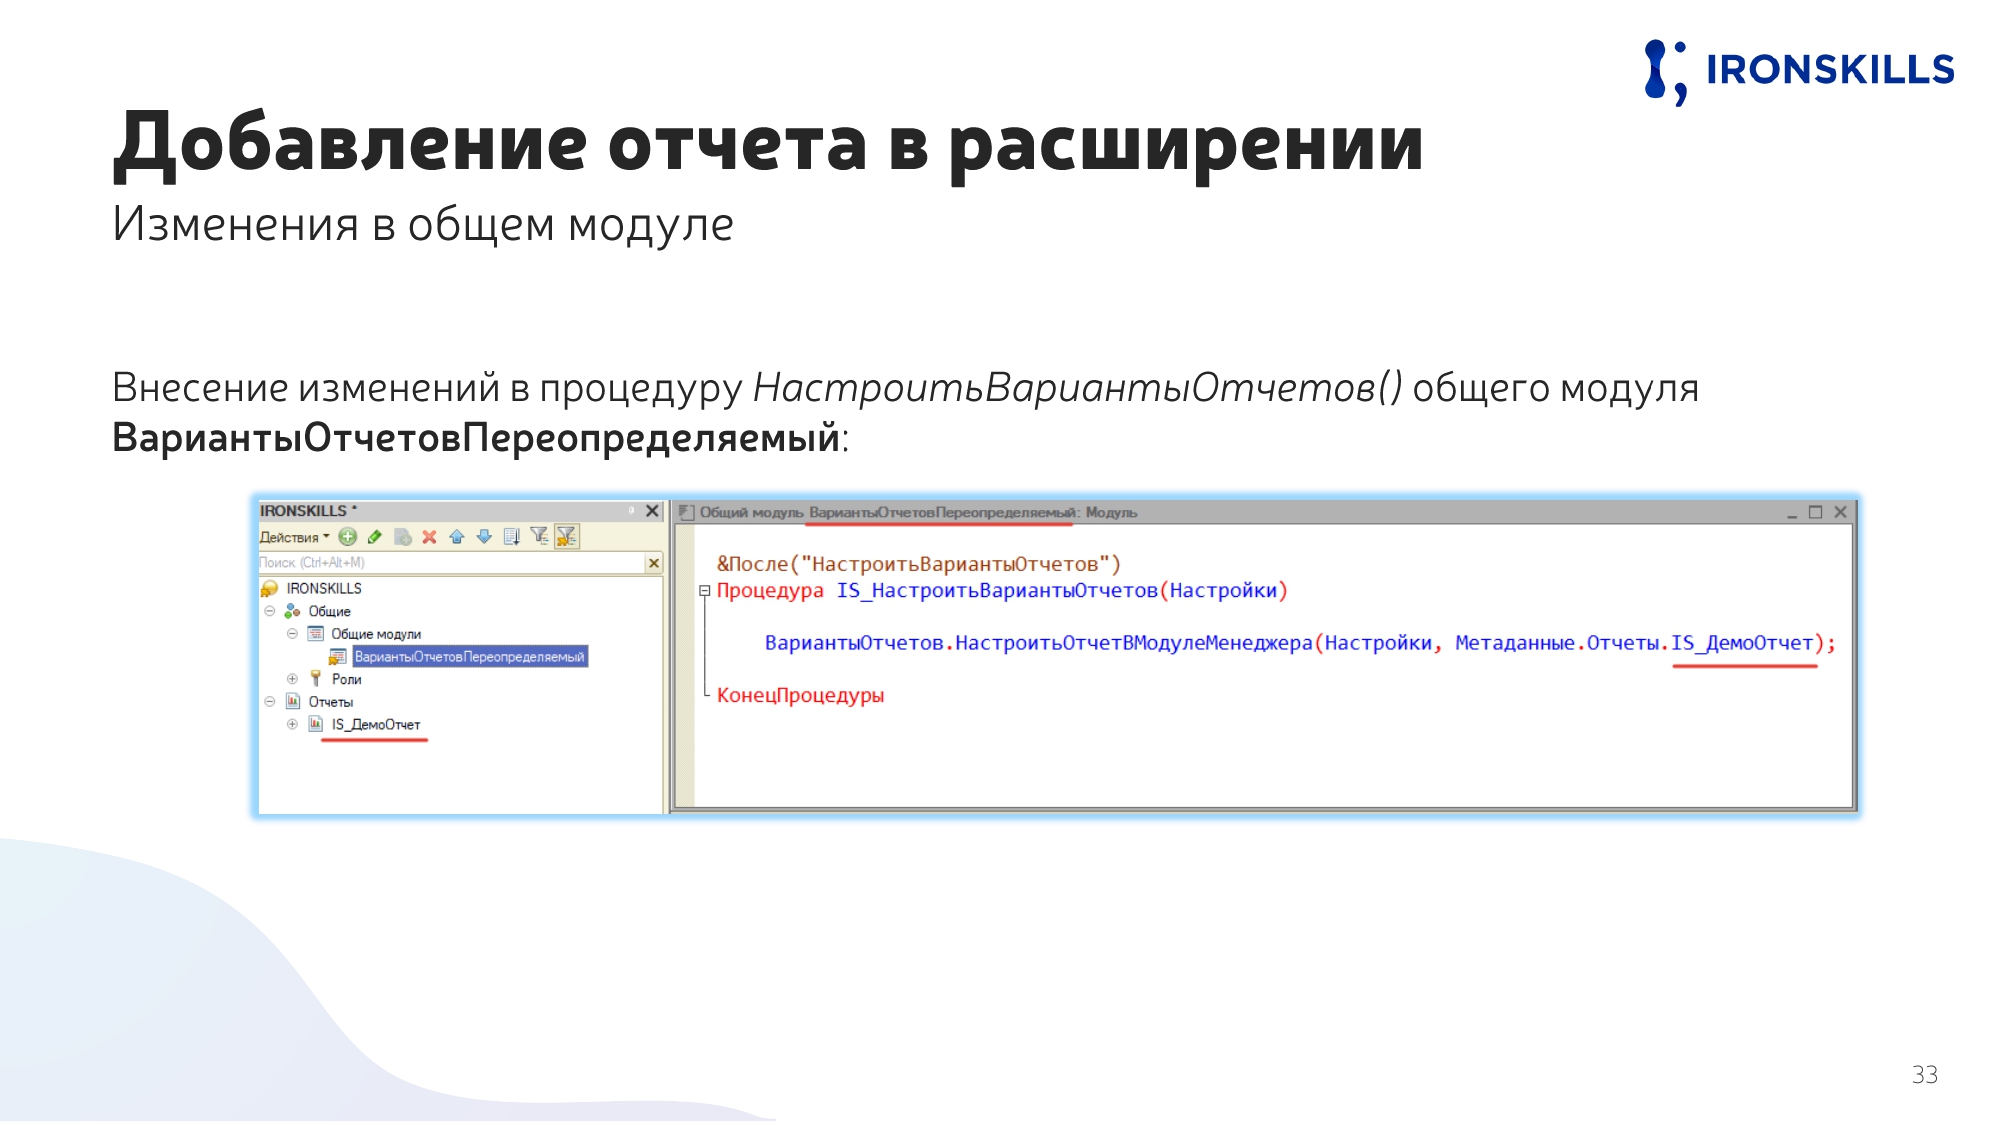 IRONSKILLS
Добавление отчета в расширении
Изменения в общем модуле
Внесение изменений в процедуру НастроитьВариантыОтчетов() общего модуля
ВариантыОтчетовПереопределяемый:
IRONSKILLS *
Действия
Поиск (Ctrl+Alt+M)
IRONSKILLS
Общие
Общие модули
ВариантыОтчетовПереопределяемый
Роли
Отчеты
IS_ДемоОтчет
Общий модуль ВариантыОтчетовПереопределяемый: Модуль
&После("НастроитьВариантыОтчетов")
Процедура IS_НастроитьВариантыОтчетов(Настройки)
ВариантыОтчетов.НастроитьОтчетВМодулеМенеджера(Настройки, Метаданные.Отчеты.IS_ДемоОтчет);
КонецПроцедуры
33